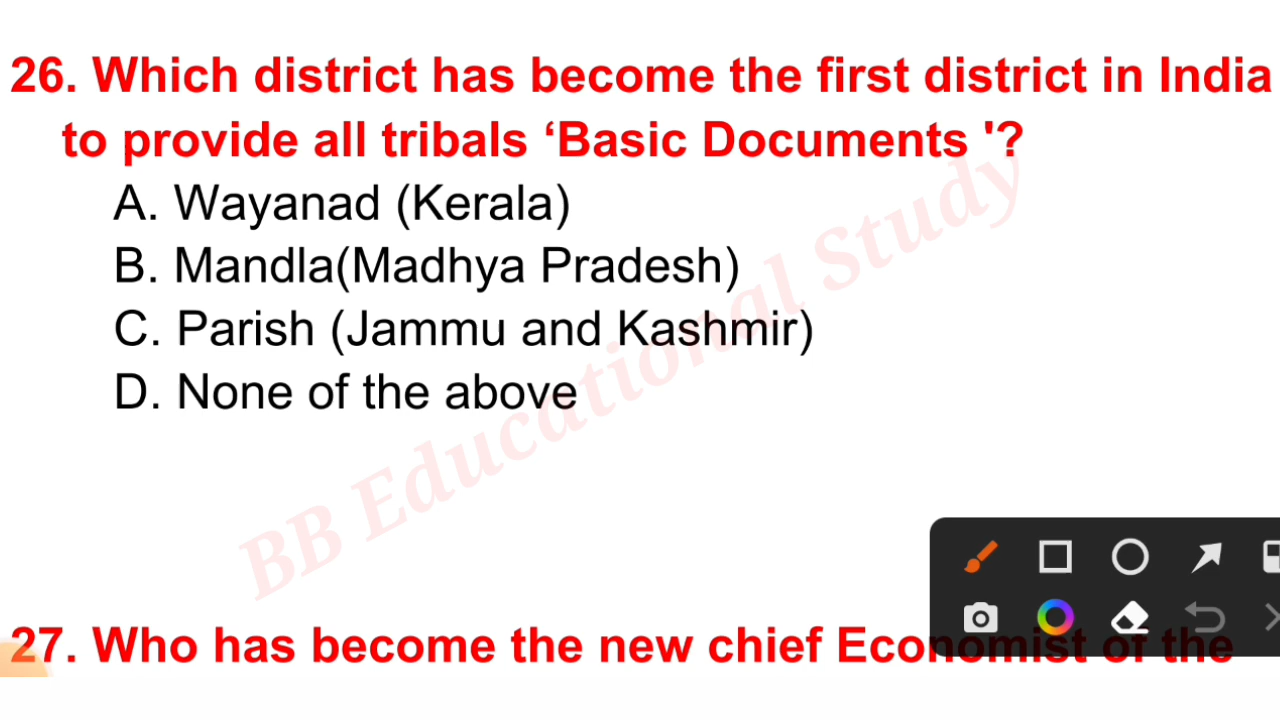 26. Which district has become the first district in India
to provide all tribals ‘Basic Documents '?
A. Wayanad (Kerala)
B. Mandla(Madhya Pradesh)
C. Parish (Jammu and Kashmir)
D. None of the above
BB Educational Study
27. Who has become the new chief Economist of the